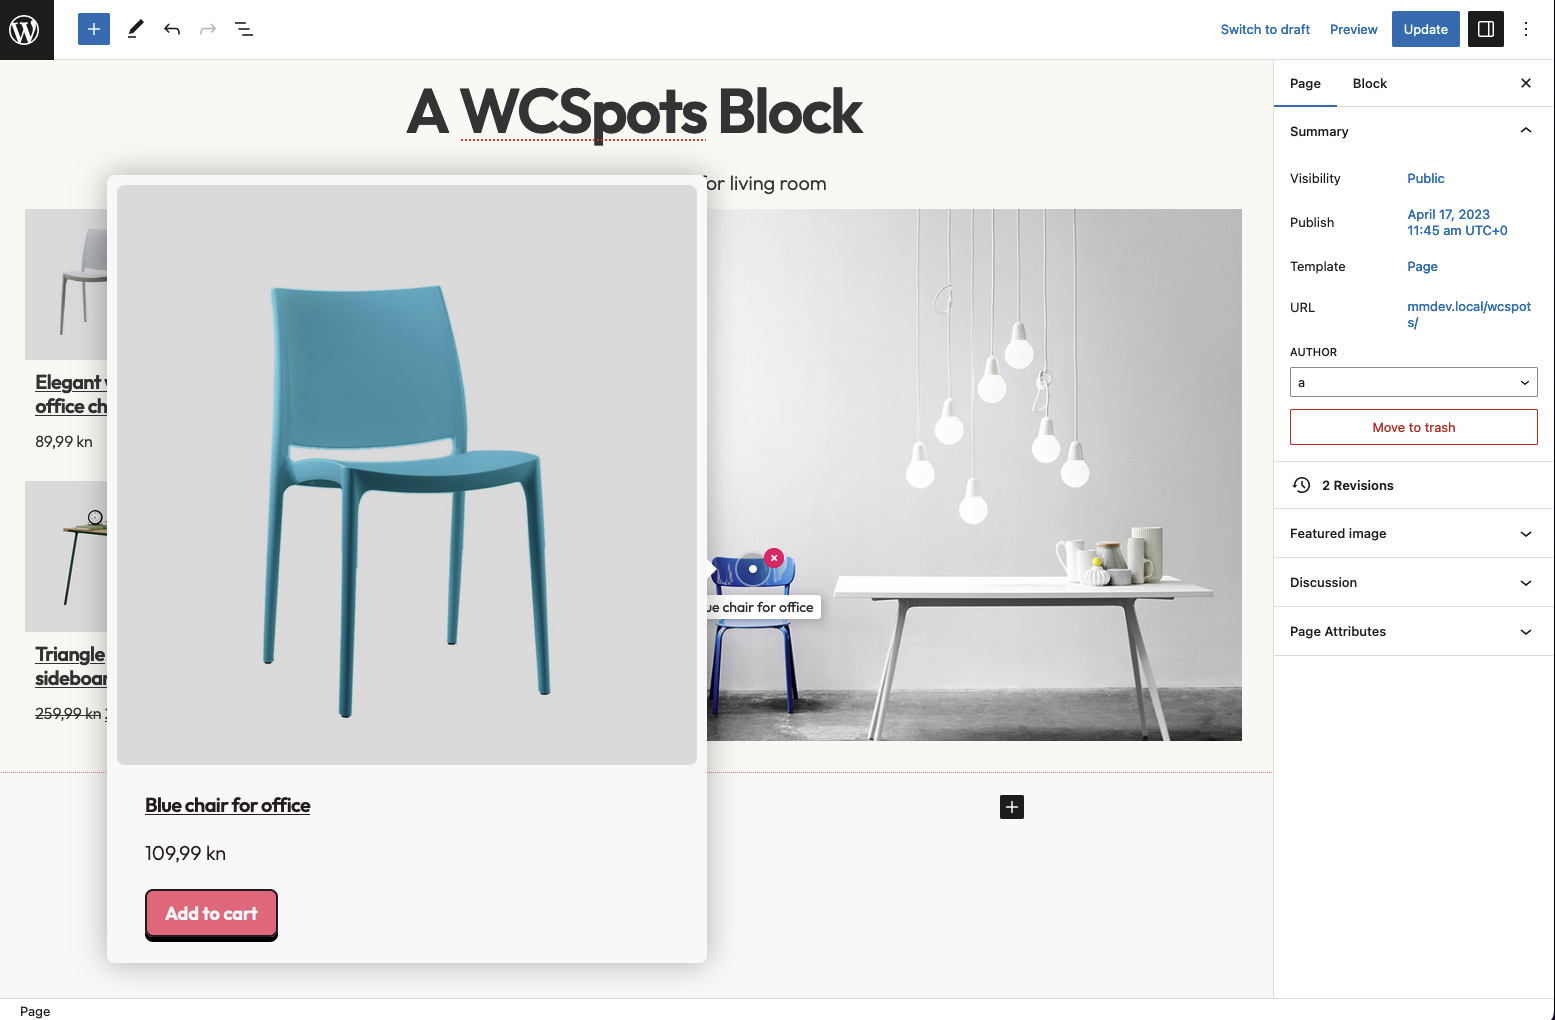 Switch to draft
Preview
Update
A WCSpots Block
for living room
Elegant
office ch
89,99 kn
Triangle
sideboar
259,99 kn
Blue chair for office
109,99 kn
Add to cart
ue chair for office
Page
Block
Summary
Visibility
Public
Publish
April 17, 2023
11:45 am UTC+0
Template
Page
URL
mmdev.local/wcspot
s/
AUTHOR
a
Move to trash
2 Revisions
Featured image
Discussion
Page Attributes
Page